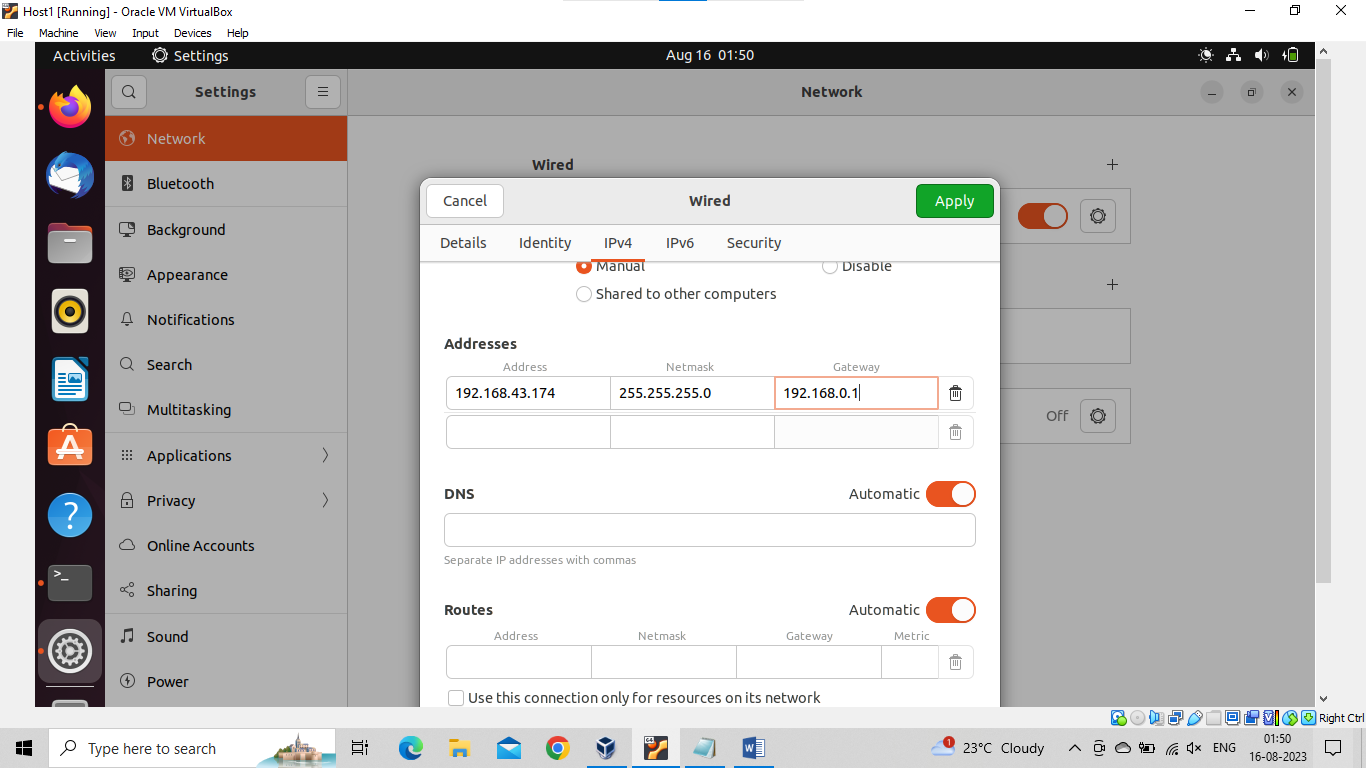 Host1 [Running] - Oracle VM VirtualBox
File Machine View Input Devices Help
Activities Settings Aug 16 01:50
Settings Network
Network
Bluetooth
Background
Appearance
Notifications
Search
Multitasking
Applications
Privacy
Online Accounts
Sharing
Sound
Power
Wired
Off
Cancel Wired Apply
Details Identity IPv4 IPv6 Security
Manual Disable
Shared to other computers
Addresses
Address Netmask Gateway
192.168.43.174 255.255.255.0 192.168.0.1
DNS Automatic
Separate IP addresses with commas
Routes Automatic
Address Netmask Gateway Metric
Use this connection only for resources on its network
Right Ctrl
Type here to search
1
23°C Cloudy
ENG
01:50
16-08-2023